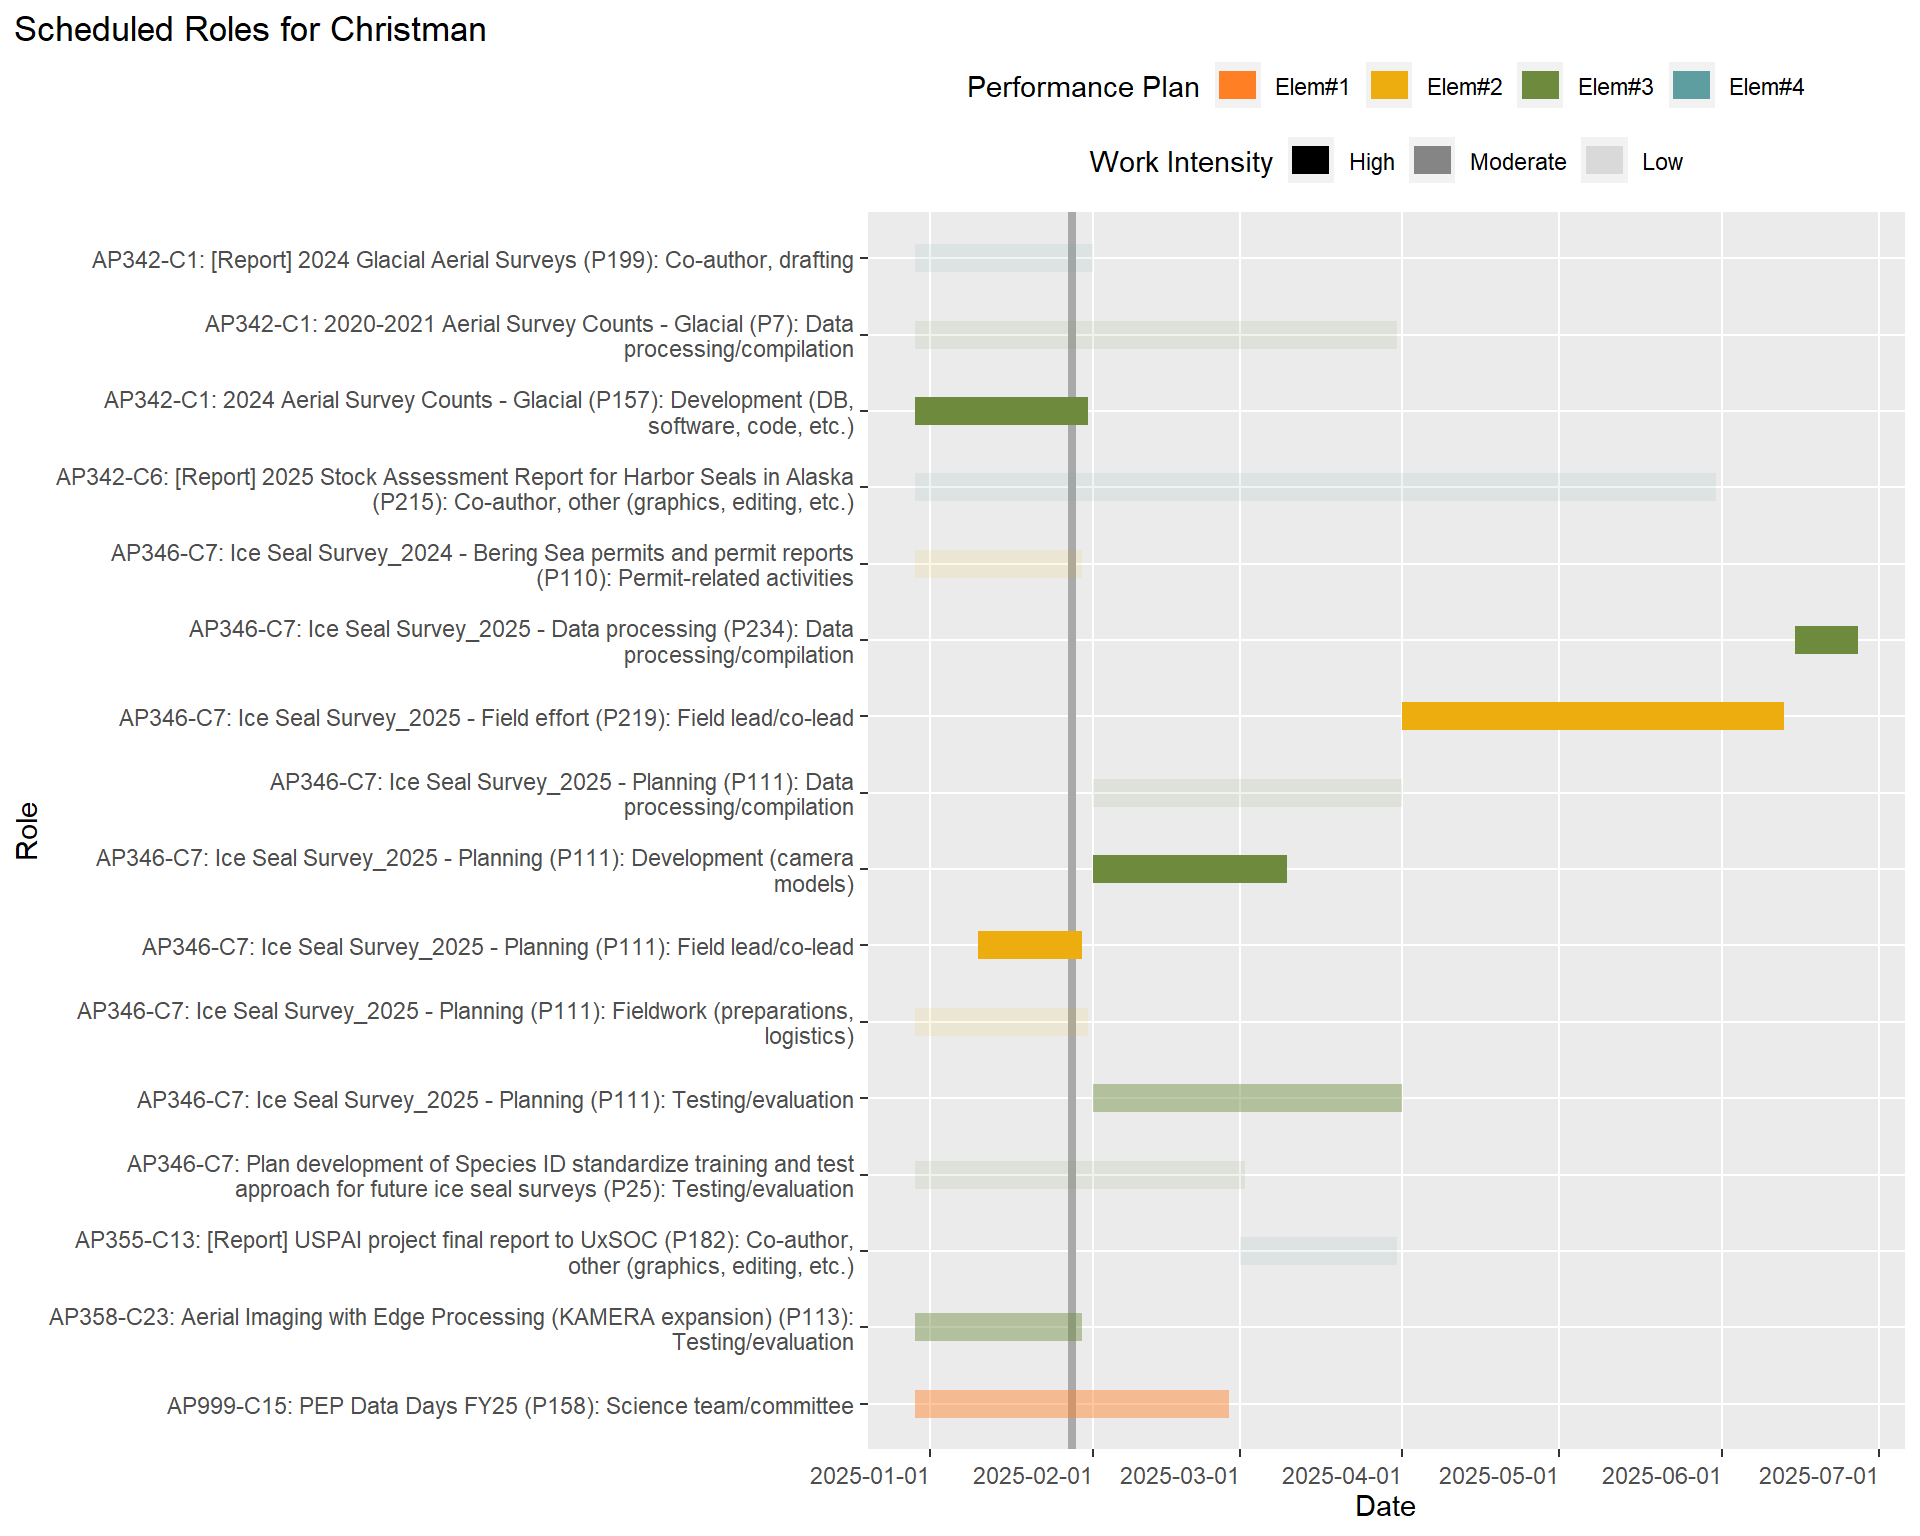 Scheduled Roles for Christman
Performance Plan Elem#1 Elem#2 Elem#3 Elem#4
Work Intensity High Moderate Low
AP342-C1: [Report] 2024 Glacial Aerial Surveys (P199): Co-author, drafting
AP342-C1: 2020-2021 Aerial Survey Counts - Glacial (P7): Data
processing/compilation
AP342-C1: 2024 Aerial Survey Counts - Glacial (P157): Development (DB,
software, code, etc.)
AP342-C6: [Report] 2025 Stock Assessment Report for Harbor Seals in Alaska
(P215): Co-author, other (graphics, editing, etc.)
AP346-C7: Ice Seal Survey_2024 - Bering Sea permits and permit reports
(P110): Permit-related activities
AP346-C7: Ice Seal Survey_2025 - Data processing (P234): Data
processing/compilation
AP346-C7: Ice Seal Survey_2025 - Field effort (P219): Field lead/co-lead
AP346-C7: Ice Seal Survey_2025 - Planning (P111): Data
processing/compilation
AP346-C7: Ice Seal Survey_2025 - Planning (P111): Development (camera
models)
AP346-C7: Ice Seal Survey_2025 - Planning (P111): Field lead/co-lead
AP346-C7: Ice Seal Survey_2025 - Planning (P111): Fieldwork (preparations,
logistics)
AP346-C7: Ice Seal Survey_2025 - Planning (P111): Testing/evaluation
AP346-C7: Plan development of Species ID standardize training and test
approach for future ice seal surveys (P25): Testing/evaluation
AP355-C13: [Report] USPAI project final report to UxSOC (P182): Co-author,
other (graphics, editing, etc.)
AP358-C23: Aerial Imaging with Edge Processing (KAMERA expansion) (P113):
Testing/evaluation
AP999-C15: PEP Data Days FY25 (P158): Science team/committee
Role
2025-01-01 2025-02-01 2025-03-01 2025-04-01 2025-05-01 2025-06-01 2025-07-01
Date